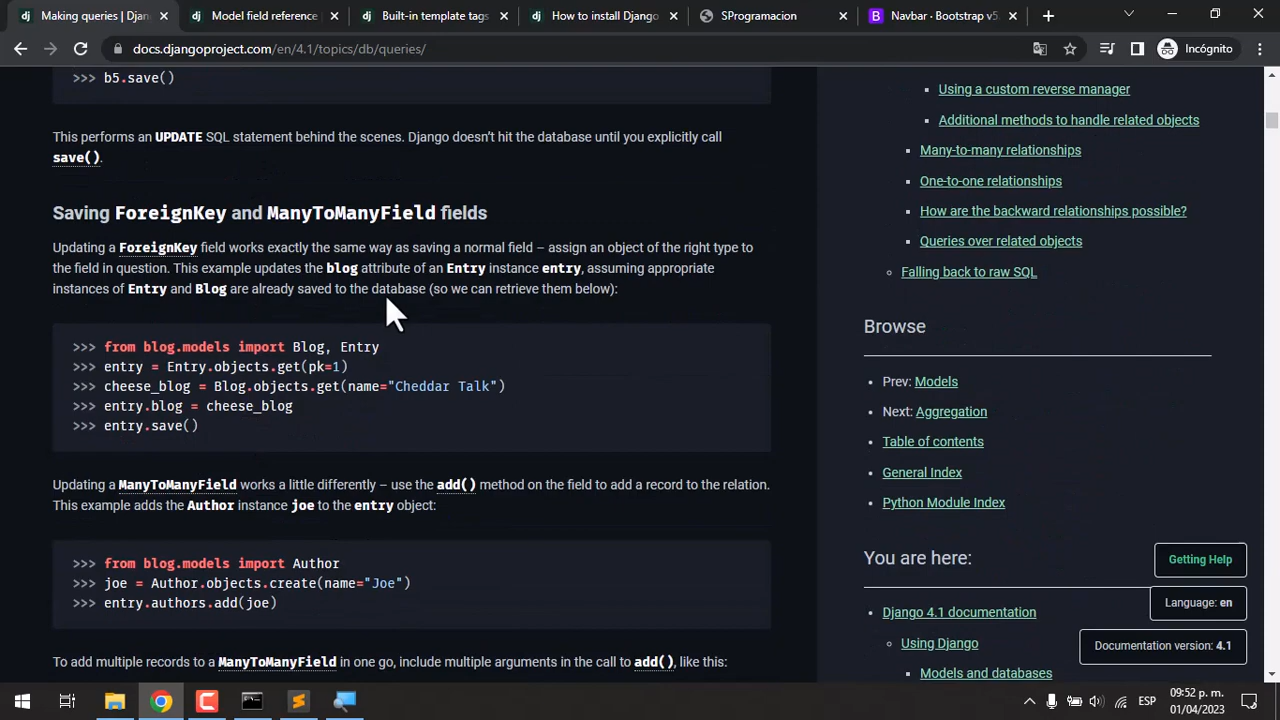 Making queries | Djang
Model field reference
Built-in template tags
How to install Django
SProgramacion
Navbar · Bootstrap v5.
docs.djangoproject.com/en/4.1/topics/db/queries/
Incógnito
>>> b5.save()
This performs an UPDATE SQL statement behind the scenes. Django doesn't hit the database until you explicitly call
save().
Saving ForeignKey and ManyToManyField fields
Updating a ForeignKey field works exactly the same way as saving a normal field – assign an object of the right type to
the field in question. This example updates the blog attribute of an Entry instance entry, assuming appropriate
instances of Entry and Blog are already saved to the database (so we can retrieve them below):
>>> from blog.models import Blog, Entry
>>> entry = Entry.objects.get(pk=1)
>>> cheese_blog = Blog.objects.get(name="Cheddar Talk")
>>> entry.blog = cheese_blog
>>> entry.save()
Updating a ManyToManyField works a little differently – use the add() method on the field to add a record to the relation.
This example adds the Author instance joe to the entry object:
>>> from blog.models import Author
>>> joe = Author.objects.create(name="Joe")
>>> entry.authors.add(joe)
To add multiple records to a ManyToManyField in one go, include multiple arguments in the call to add(), like this:
Using a custom reverse manager
Additional methods to handle related objects
Many-to-many relationships
One-to-one relationships
How are the backward relationships possible?
Queries over related objects
Falling back to raw SQL
Browse
Prev: Models
Next: Aggregation
Table of contents
General Index
Python Module Index
You are here:
Django 4.1 documentation
Using Django
Models and databases
Getting Help
Language: en
Documentation version: 4.1
ESP
09:52 p. m.
01/04/2023